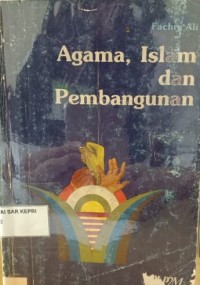 Fachry Ali
Agama, Islam
dan
Pembangunan